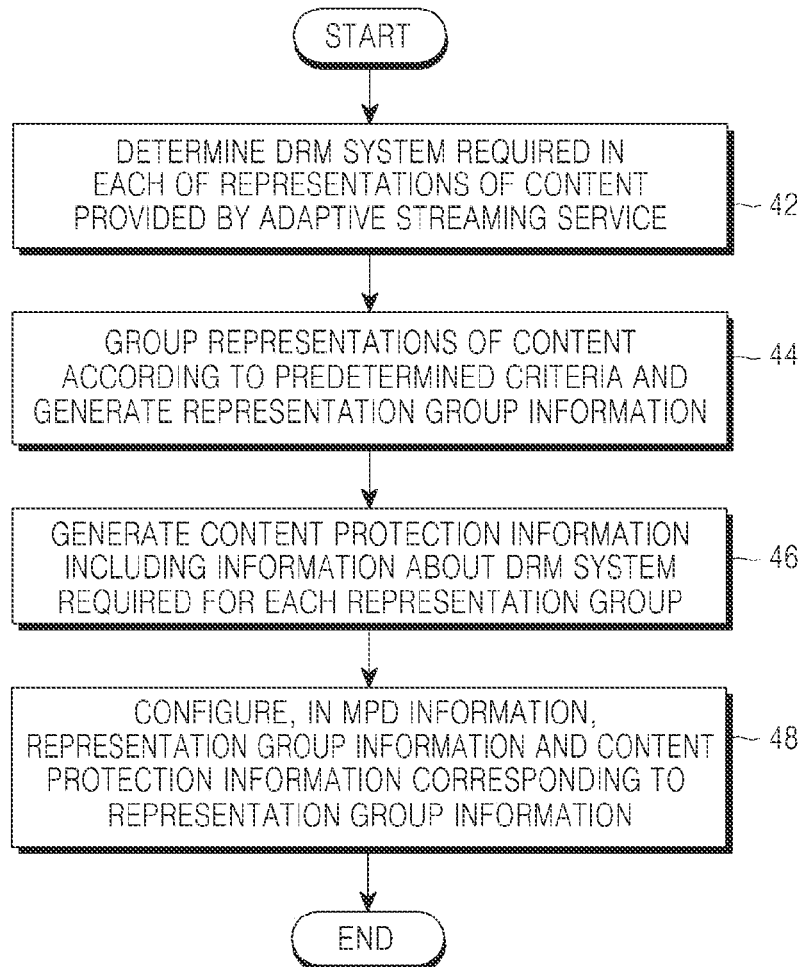 START
DETERMINE DRM SYSTEM REQUIRED IN
EACH OF REPRESENTATIONS OF CONTENT
PROVIDED BY ADAPTIVE STREAMING SERVICE
42
GROUP REPRESENTATIONS OF CONTENT
ACCORDING TO PREDETERMINED CRITERIA AND
GENERATE REPRESENTATION GROUP INFORMATION
44
GENERATE CONTENT PROTECTION INFORMATION
INCLUDING INFORMATION ABOUT DRM SYSTEM
REQUIRED FOR EACH REPRESENTATION GROUP
46
CONFIGURE, IN MPD INFORMATION,
REPRESENTATION GROUP INFORMATION AND CONTENT
PROTECTION INFORMATION CORRESPONDING TO
REPRESENTATION GROUP INFORMATION
48
END